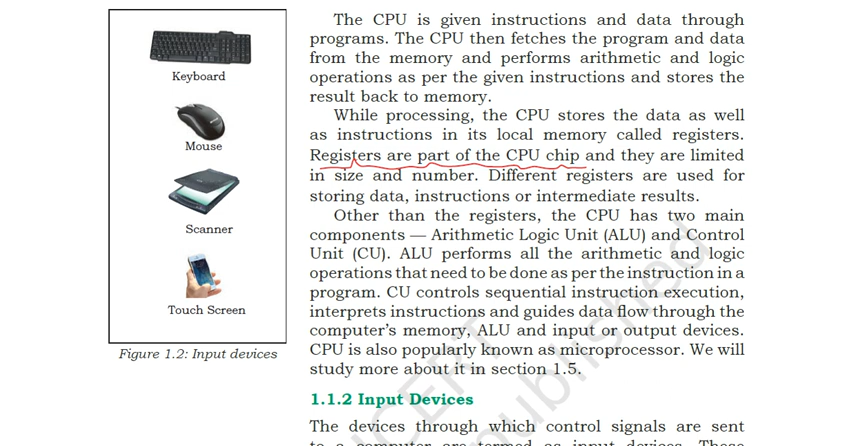 Keyboard
Mouse
Scanner
Touch Screen
Figure 1.2: Input devices
The CPU is given instructions and data through
programs. The CPU then fetches the program and data
from the memory and performs arithmetic and logic
operations as per the given instructions and stores the
result back to memory.
While processing, the CPU stores the data as well
as instructions in its local memory called registers.
Registers are part of the CPU chip and they are limited
in size and number. Different registers are used for
storing data, instructions or intermediate results.
Other than the registers, the CPU has two main
components — Arithmetic Logic Unit (ALU) and Control
Unit (CU). ALU performs all the arithmetic and logic
operations that need to be done as per the instruction in a
program. CU controls sequential instruction execution,
interprets instructions and guides data flow through the
computer's memory, ALU and input or output devices.
CPU is also popularly known as microprocessor. We will
study more about it in section 1.5.
1.1.2 Input Devices
The devices through which control signals are sent
to a computer are termed as input devices. These